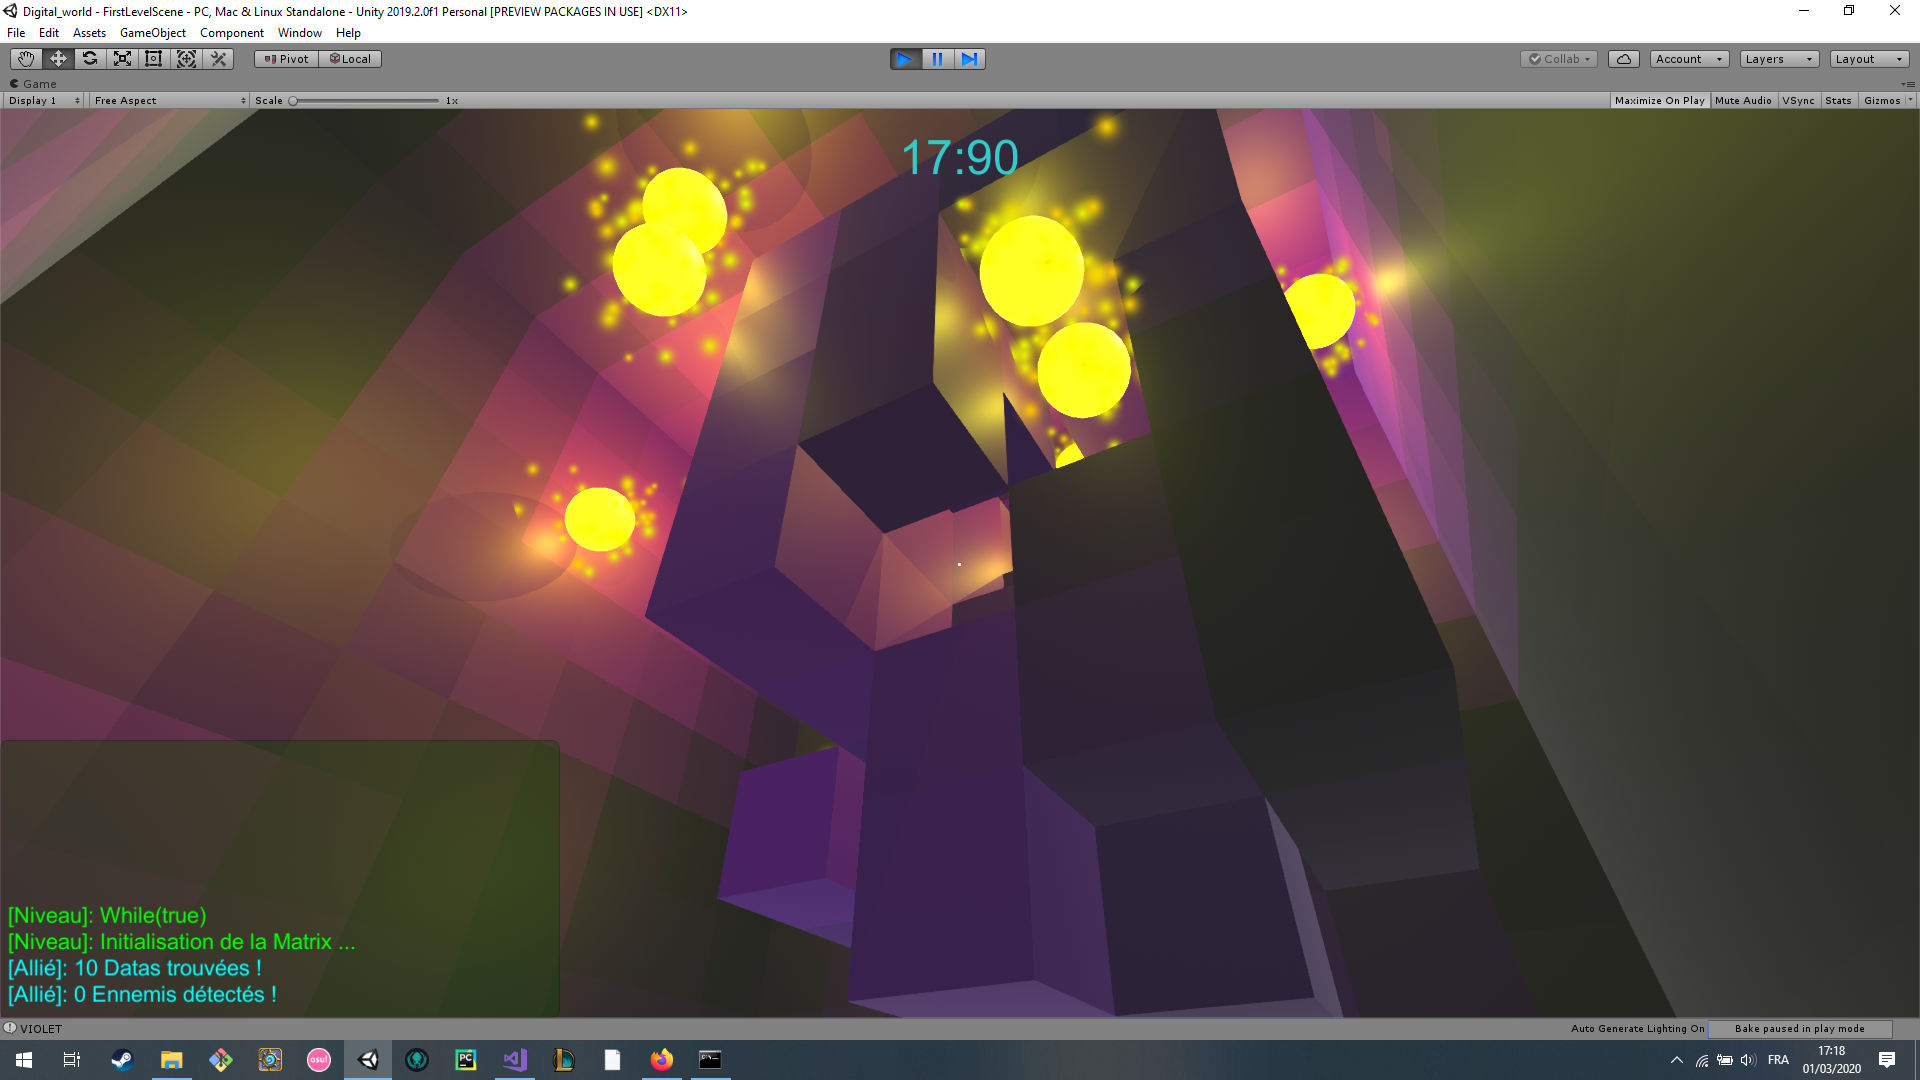 Digital_world - FirstLevelScene - PC, Mac & Linux Standalone - Unity 2019.2.0f1 Personal [PREVIEW PACKAGES IN USE] <DX11>
File Edit Assets GameObject Component Window Help
Pivot Local Collab Account Layers Layout
Game
Display 1 Free Aspect Scale 1x Maximize On Play Mute Audio VSync Stats Gizmos
17:90
[Niveau]: While(true)
[Niveau]: Initialisation de la Matrix ...
[Allié]: 10 Datas trouvées !
[Allié]: 0 Ennemis détectés !
VIOLET Auto Generate Lighting On Bake paused in play mode
osu! PC FRA 17:18
01/03/2020